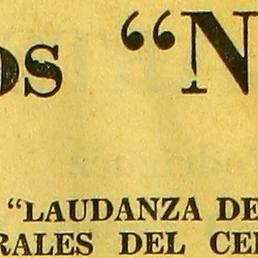 os “N
“LAUDANZA DE
RALES DEL CE